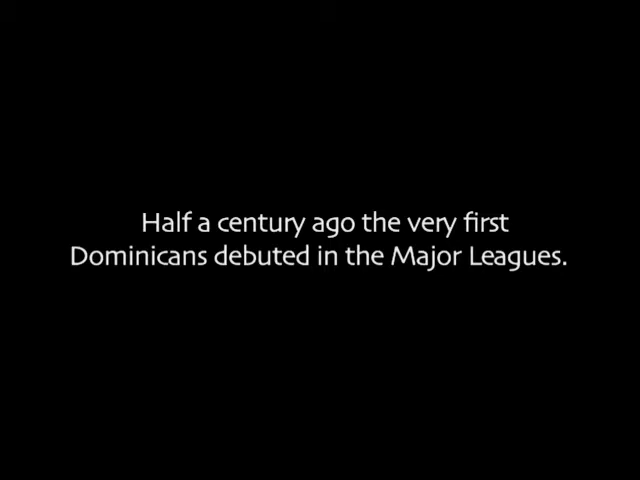 Half a century ago the very first
Dominicans debuted in the Major Leagues.